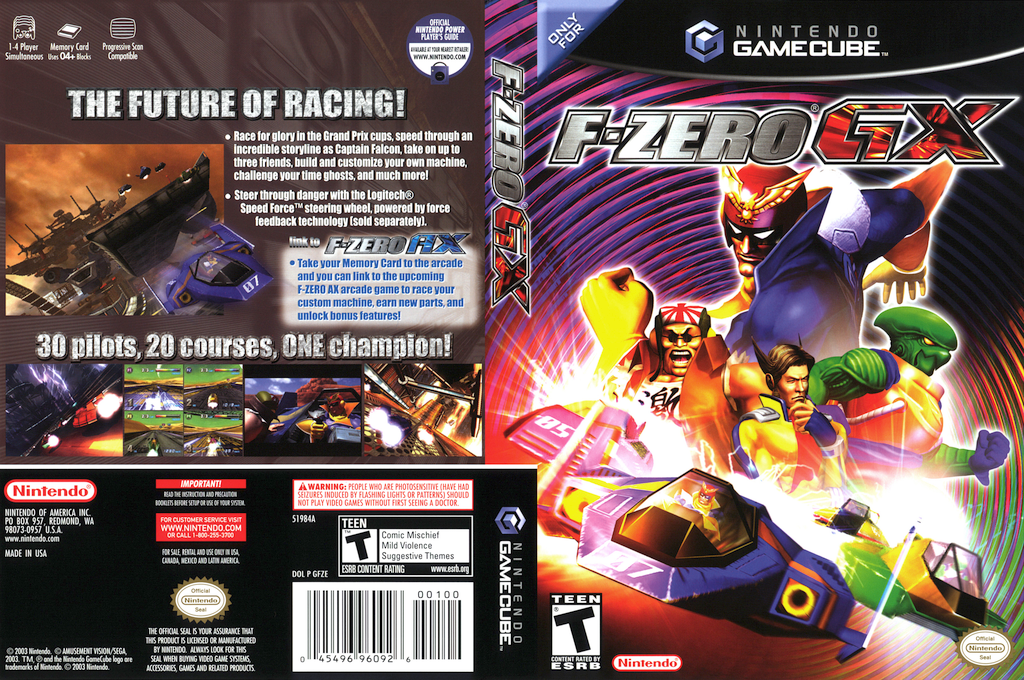 1-4 Player
Simultaneous
Memory Card
Uses 04+ Blocks
Progressive Scan
Compatible
OFFICIAL
NINTENDO POWER
PLAYER'S GUIDE
AVAILABLE AT YOUR NEAREST RETAILER!
WWW.NINTENDO.COM
THE FUTURE OF RACING!
• Race for glory in the Grand Prix cups, speed through an
incredible storyline as Captain Falcon, take on up to
three friends, build and customize your own machine,
challenge your time ghosts, and much more!
• Steer through danger with the Logitech®
Speed Force™ steering wheel, powered by force
feedback technology (sold separately).
link to F-ZERO AX
• Take your Memory Card to the arcade
and you can link to the upcoming
F-ZERO AX arcade game to race your
custom machine, earn new parts, and
unlock bonus features!
07
30 pilots, 20 courses, ONE champion!
Nintendo®
NINTENDO OF AMERICA INC.
PO BOX 957, REDMOND, WA
98073-0957 U.S.A.
www.nintendo.com
MADE IN USA
© 2003 Nintendo. © AMUSEMENT VISION/SEGA,
2003. TM, ® and the Nintendo GameCube logo are
trademarks of Nintendo. © 2003 Nintendo.
IMPORTANT!
READ THE INSTRUCTION AND PRECAUTION
BOOKLETS BEFORE SETUP OR USE OF YOUR SYSTEM.
FOR CUSTOMER SERVICE VISIT
WWW.NINTENDO.COM
OR CALL 1-800-255-3700
FOR SALE, RENTAL AND USE ONLY IN USA,
CANADA, MEXICO AND LATIN AMERICA.
Official
Nintendo
Seal
THE OFFICIAL SEAL IS YOUR ASSURANCE THAT
THIS PRODUCT IS LICENSED OR MANUFACTURED
BY NINTENDO. ALWAYS LOOK FOR THIS
SEAL WHEN BUYING VIDEO GAME SYSTEMS,
ACCESSORIES, GAMES AND RELATED PRODUCTS.
WARNING: PEOPLE WHO ARE PHOTOSENSITIVE (HAVE HAD
SEIZURES INDUCED BY FLASHING LIGHTS OR PATTERNS) SHOULD
NOT PLAY VIDEO GAMES WITHOUT FIRST SEEING A DOCTOR.
51984A
TEEN
T
Comic Mischief
Mild Violence
Suggestive Themes
ESRB CONTENT RATING www.esrb.org
DOL P GFZE
00100
0 45496 96092 6
F-ZERO® GX
NINTENDO
GAMECUBE™
ONLY
FOR
NINTENDO
GAMECUBE™
F-ZERO® GX
85
07
TEEN
T
CONTENT RATED BY
ESRB
Nintendo
Official
Nintendo
Seal